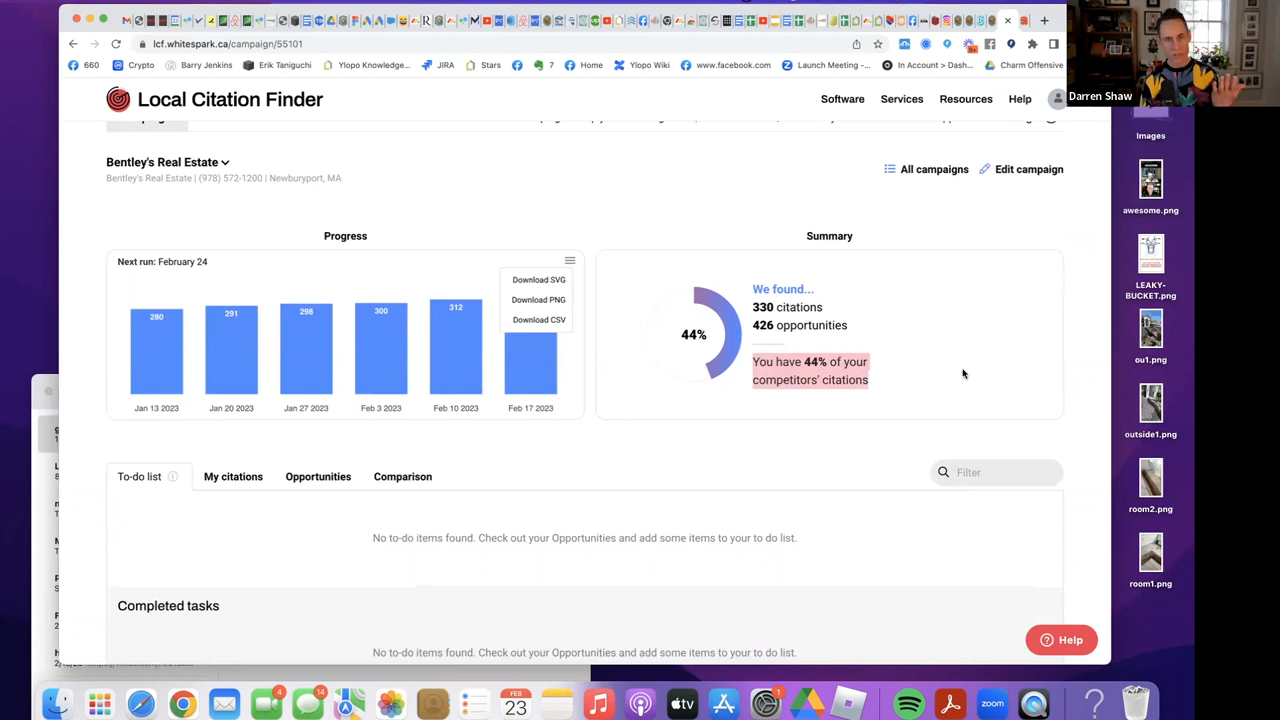 lcf.whitespark.ca/campaign/55101
660
Crypto
Barry Jenkins
Erik Taniguchi
Ylopo Knowledge...
JIRA
Stars
7
Home
Ylopo Wiki
www.facebook.com
Launch Meeting -...
In Account > Dash...
Charm Offensive
Darren Shaw
Local Citation Finder
Software
Services
Resources
Help
Bentley's Real Estate
Bentley's Real Estate | (978) 572-1200 | Newburyport, MA
All campaigns
Edit campaign
Progress
Next run: February 24
Download SVG
Download PNG
Download CSV
280
291
298
300
312
Jan 13 2023
Jan 20 2023
Jan 27 2023
Feb 3 2023
Feb 10 2023
Feb 17 2023
Summary
44%
We found...
330 citations
426 opportunities
You have 44% of your
competitors' citations
To-do list
My citations
Opportunities
Comparison
Filter
No to-do items found. Check out your Opportunities and add some items to your to do list.
Completed tasks
No to-do items found. Check out your Opportunities and add some items to your to do list.
Help
Images
awesome.png
LEAKY-
BUCKET.png
ou1.png
outside1.png
room2.png
room1.png
4
14
FEB
23
tv
1
zoom